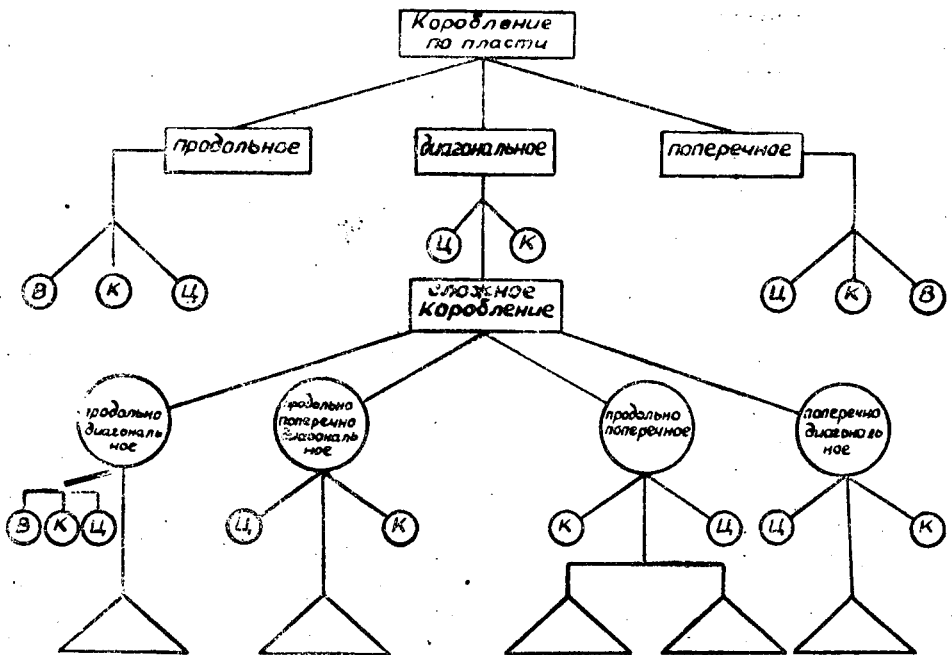 Коробление
по пласти
продольное
диагональное
поперечное
Ц
К
В
К
Ц
Ц
К
В
сложное
Коробление
продольно
диагональ
ное
продольно
поперечно
диагональ
ное
продольно
поперечное
поперечно
диагональ
ное
В
К
Ц
Ц
К
К
Ц
Ц
К